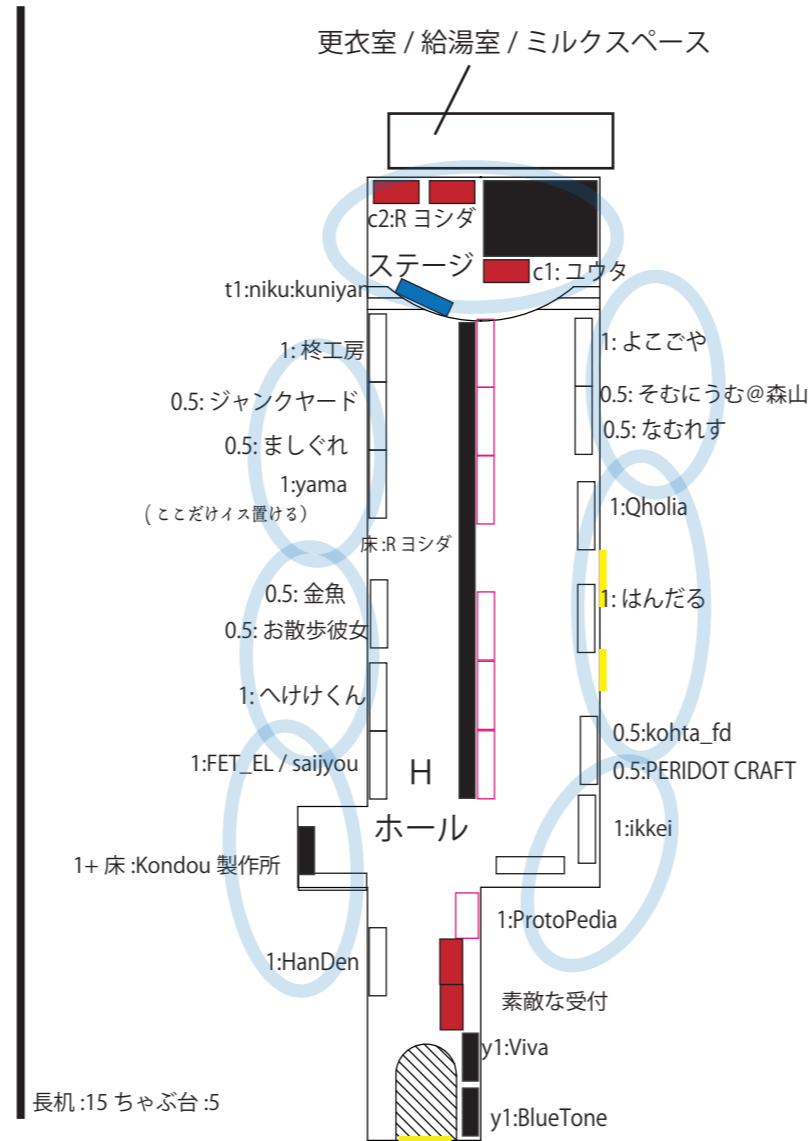 更衣室 / 給湯室 / ミルクスペース
c2:R ヨシダ
ステージ
c1: ユウタ
t1:niku:kuniyan
1: 柊工房
0.5: ジャンクヤード
0.5: ましぐれ
1:yama
( ここだけイス置ける)
床 :R ヨシダ
0.5: 金魚
0.5: お散歩彼女
1: へけけくん
1:FET_EL / saijyou
H
ホール
1+ 床 :Kondou 製作所
1:HanDen
1: よこごや
0.5: そむにうむ@森山
0.5: なむれす
1:Qholia
1: はんだる
0.5:kohta_fd
0.5:PERIDOT CRAFT
1:ikkei
1:ProtoPedia
素敵な受付
y1:Viva
y1:BlueTone
長机 :15 ちゃぶ台 :5